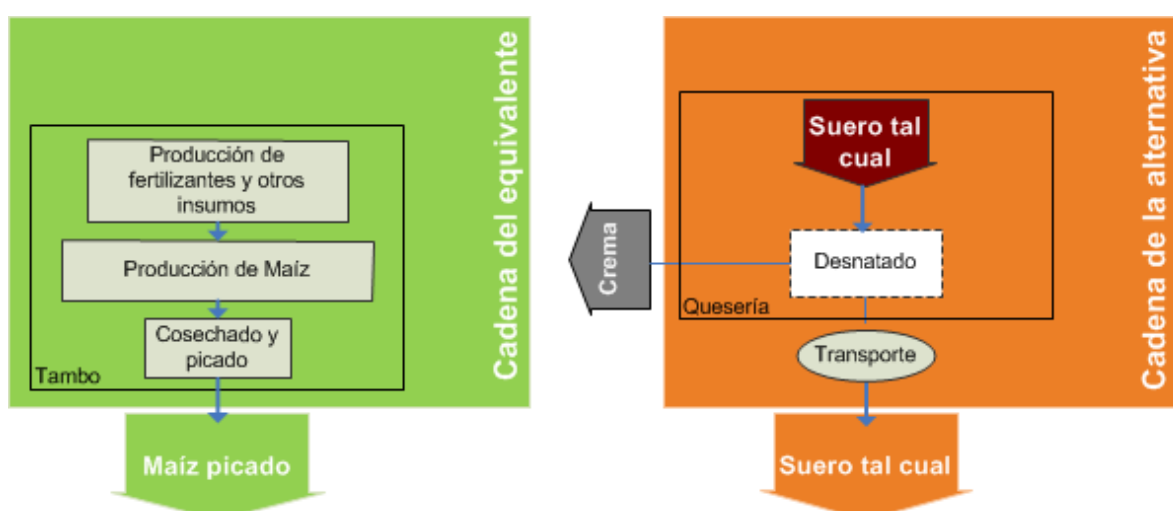 Cadena del equivalente
Producción de
fertilizantes y otros
insumos
Producción de Maíz
Cosechado y
picado
Tambo
Maíz picado
Cadena de la alternativa
Suero tal
cual
Desnatado
Crema
Quesería
Transporte
Suero tal cual